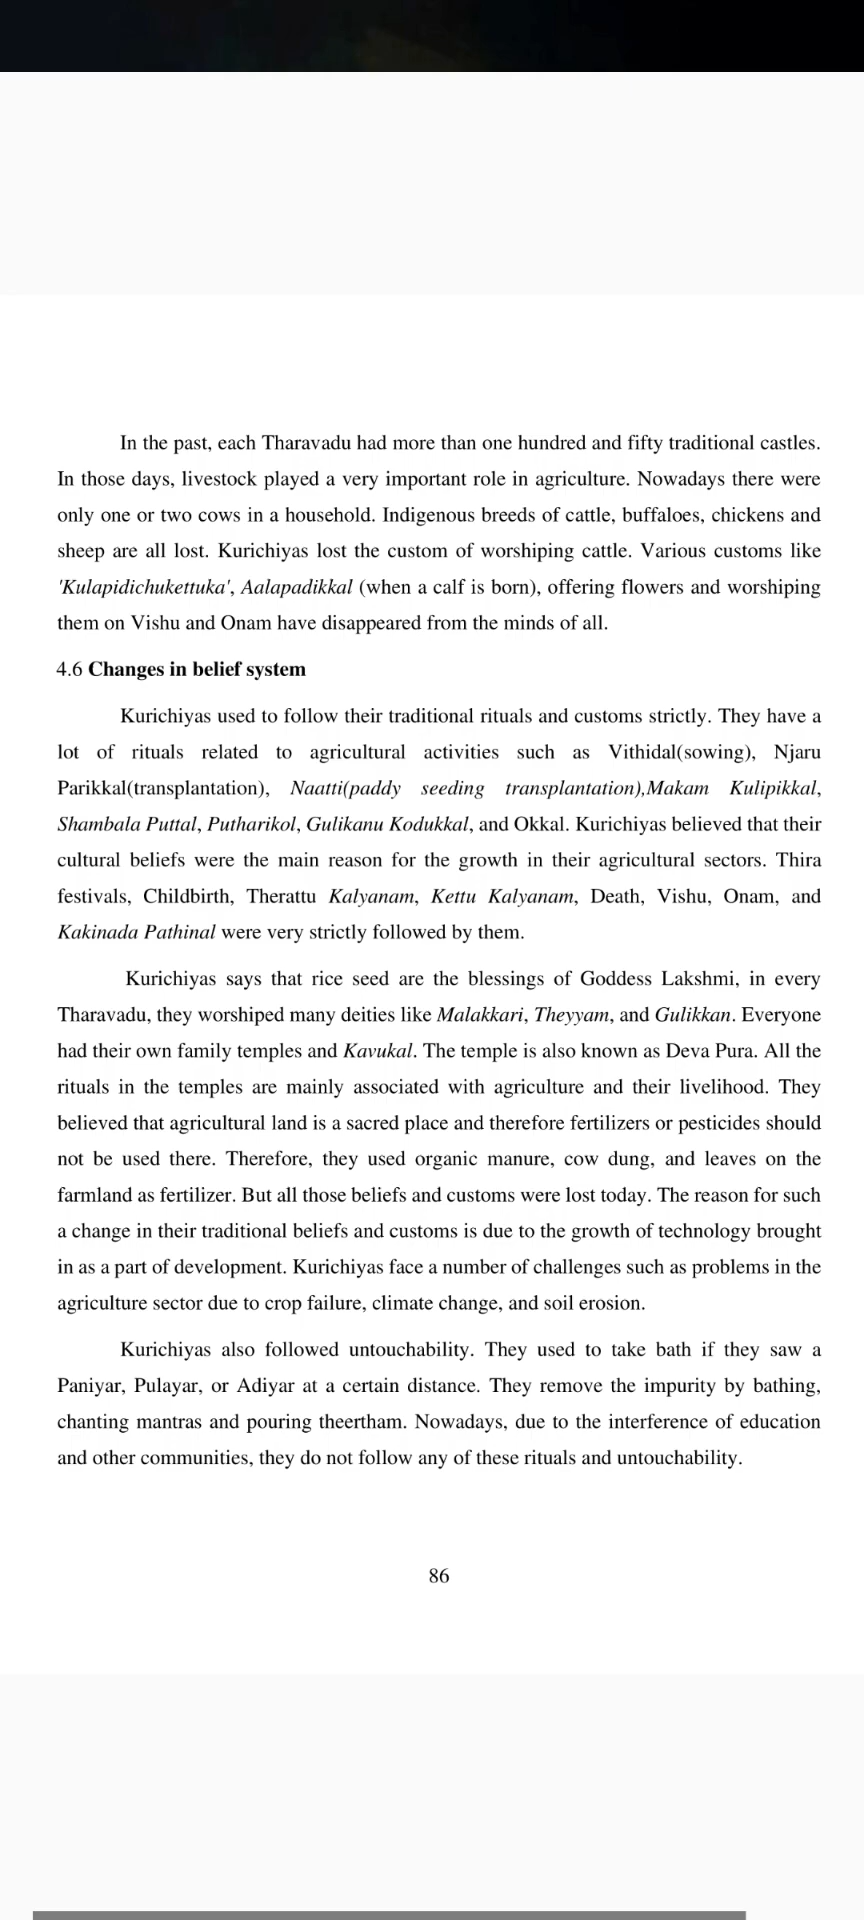 In the past, each Tharavadu had more than one hundred and fifty traditional castles.
In those days, livestock played a very important role in agriculture. Nowadays there were
only one or two cows in a household. Indigenous breeds of cattle, buffaloes, chickens and
sheep are all lost. Kurichiyas lost the custom of worshiping cattle. Various customs like
'Kulapidichukettuka', Aalapadikkal (when a calf is born), offering flowers and worshiping
them on Vishu and Onam have disappeared from the minds of all.
4.6 Changes in belief system
Kurichiyas used to follow their traditional rituals and customs strictly. They have a
lot of rituals related to agricultural activities such as Vithidal(sowing), Njaru
Parikkal(transplantation), Naatti(paddy seeding transplantation),Makam Kulipikkal,
Shambala Puttal, Putharikol, Gulikanu Kodukkal, and Okkal. Kurichiyas believed that their
cultural beliefs were the main reason for the growth in their agricultural sectors. Thira
festivals, Childbirth, Therattu Kalyanam, Kettu Kalyanam, Death, Vishu, Onam, and
Kakinada Pathinal were very strictly followed by them.
Kurichiyas says that rice seed are the blessings of Goddess Lakshmi, in every
Tharavadu, they worshiped many deities like Malakkari, Theyyam, and Gulikkan. Everyone
had their own family temples and Kavukal. The temple is also known as Deva Pura. All the
rituals in the temples are mainly associated with agriculture and their livelihood. They
believed that agricultural land is a sacred place and therefore fertilizers or pesticides should
not be used there. Therefore, they used organic manure, cow dung, and leaves on the
farmland as fertilizer. But all those beliefs and customs were lost today. The reason for such
a change in their traditional beliefs and customs is due to the growth of technology brought
in as a part of development. Kurichiyas face a number of challenges such as problems in the
agriculture sector due to crop failure, climate change, and soil erosion.
Kurichiyas also followed untouchability. They used to take bath if they saw a
Paniyar, Pulayar, or Adiyar at a certain distance. They remove the impurity by bathing,
chanting mantras and pouring theertham. Nowadays, due to the interference of education
and other communities, they do not follow any of these rituals and untouchability.
86